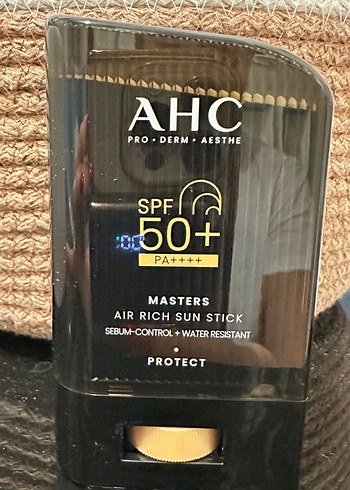 AHC
PRO • DERM • AESTHE
SPF
50+
PA++++
MASTERS
AIR RICH SUN STICK
SEBUM-CONTROL + WATER RESISTANT
PROTECT